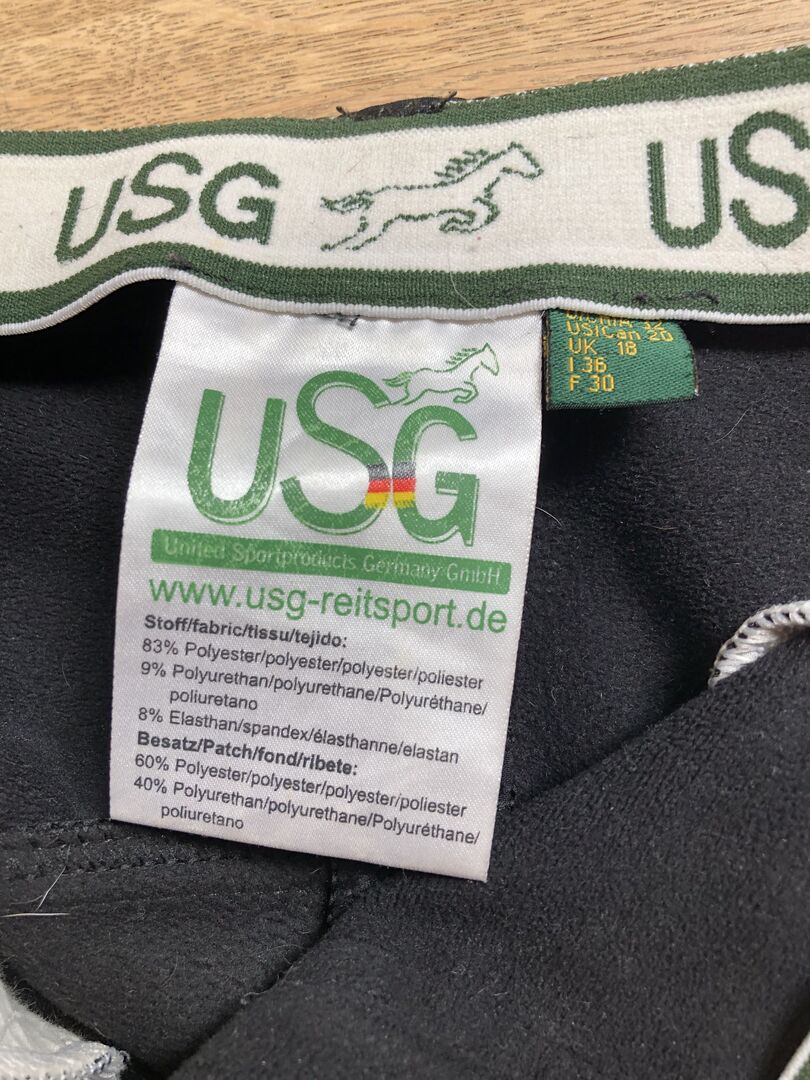 USG
US
US/Can 20
UK 18
I 36
F 30
USG
United Sportproducts Germany GmbH
www.usg-reitsport.de
Stoff/fabric/tissu/tejido:
83% Polyester/polyester/polyester/poliester
9% Polyurethan/polyurethane/Polyuréthane/
poliuretano
8% Elasthan/spandex/élasthanne/elastan
Besatz/Patch/fond/ribete:
60% Polyester/polyester/polyester/poliester
40% Polyurethan/polyurethane/Polyuréthane/
poliuretano